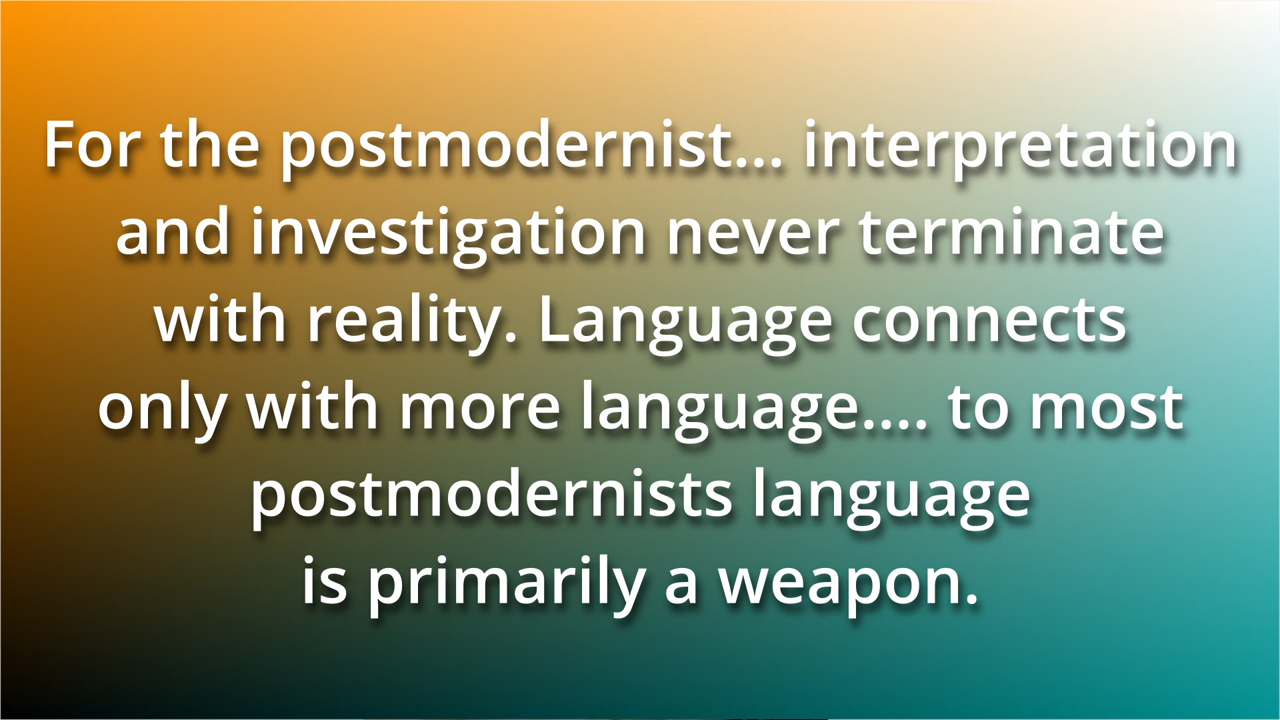 For the postmodernist... interpretation
and investigation never terminate
with reality. Language connects
only with more language.... to most
postmodernists language
is primarily a weapon.